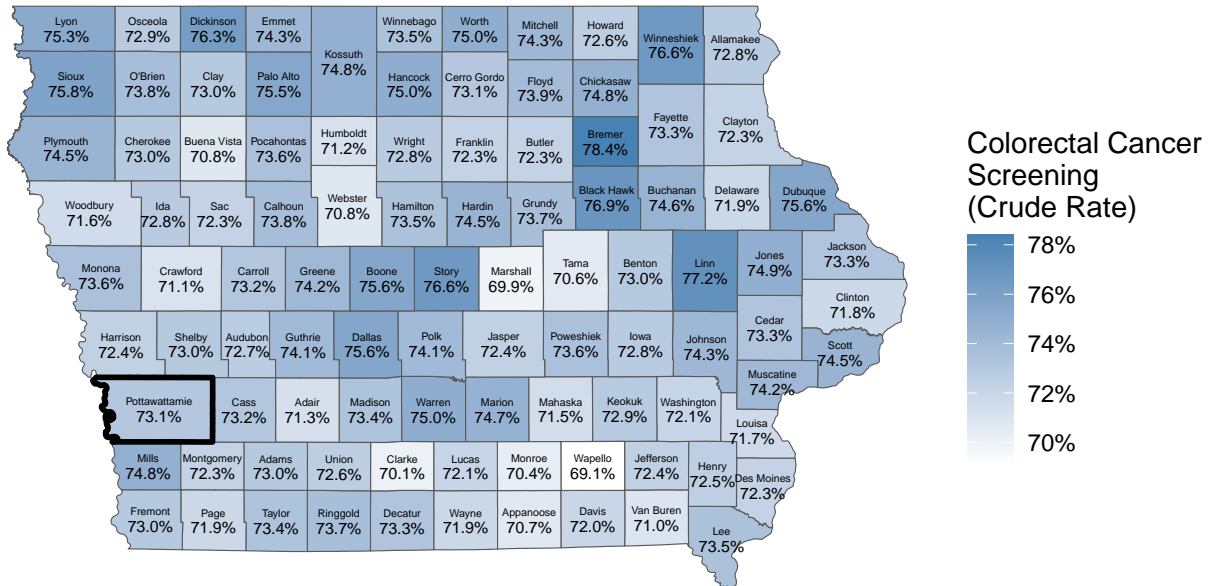 Lyon
75.3%
Osceola
72.9%
Dickinson
76.3%
Emmet
74.3%
Kossuth
74.8%
Winnebago
73.5%
Worth
75.0%
Mitchell
74.3%
Howard
72.6%
Winneshiek
76.6%
Allamakee
72.8%
Sioux
75.8%
O'Brien
73.8%
Clay
73.0%
Palo Alto
75.5%
Hancock
75.0%
Cerro Gordo
73.1%
Floyd
73.9%
Chickasaw
74.8%
Fayette
73.3%
Clayton
72.3%
Plymouth
74.5%
Cherokee
73.0%
Buena Vista
70.8%
Pocahontas
73.6%
Humboldt
71.2%
Wright
72.8%
Franklin
72.3%
Butler
72.3%
Bremer
78.4%
Woodbury
71.6%
Ida
72.8%
Sac
72.3%
Calhoun
73.8%
Webster
70.8%
Hamilton
73.5%
Hardin
74.5%
Grundy
73.7%
Black Hawk
76.9%
Buchanan
74.6%
Delaware
71.9%
Dubuque
75.6%
Monona
73.6%
Crawford
71.1%
Carroll
73.2%
Greene
74.2%
Boone
75.6%
Story
76.6%
Marshall
69.9%
Tama
70.6%
Benton
73.0%
Linn
77.2%
Jones
74.9%
Jackson
73.3%
Clinton
71.8%
Harrison
72.4%
Shelby
73.0%
Audubon
72.7%
Guthrie
74.1%
Dallas
75.6%
Polk
74.1%
Jasper
72.4%
Poweshiek
73.6%
Iowa
72.8%
Johnson
74.3%
Cedar
73.3%
Scott
74.5%
Muscatine
74.2%
Pottawattamie
73.1%
Cass
73.2%
Adair
71.3%
Madison
73.4%
Warren
75.0%
Marion
74.7%
Mahaska
71.5%
Keokuk
72.9%
Washington
72.1%
Louisa
71.7%
Mills
74.8%
Montgomery
72.3%
Adams
73.0%
Union
72.6%
Clarke
70.1%
Lucas
72.1%
Monroe
70.4%
Wapello
69.1%
Jefferson
72.4%
Henry
72.5%
Des Moines
72.3%
Fremont
73.0%
Page
71.9%
Taylor
73.4%
Ringgold
73.7%
Decatur
73.3%
Wayne
71.9%
Appanoose
70.7%
Davis
72.0%
Van Buren
71.0%
Lee
73.5%
Colorectal Cancer
Screening
(Crude Rate)
78%
76%
74%
72%
70%